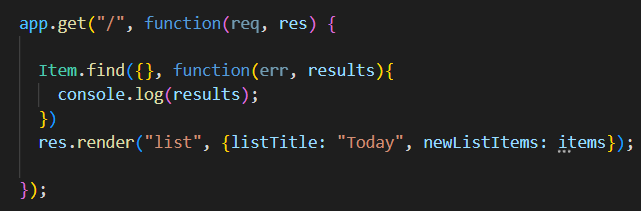 app.get("/", function(req, res) {
Item.find({}, function(err, results){
console.log(results);
})
res.render("list", {listTitle: "Today", newListItems: items});
});